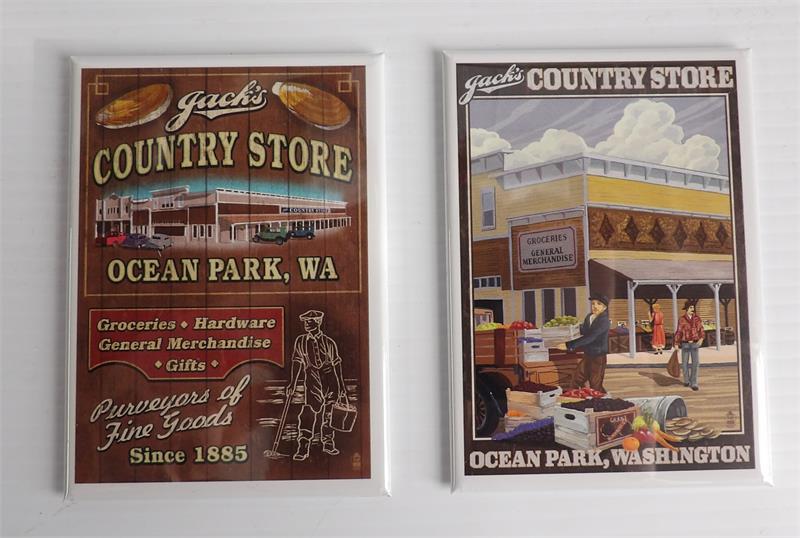 Jack's
COUNTRY STORE
COUNTRY STORE
OCEAN PARK, WA
Groceries • Hardware
General Merchandise
• Gifts •
Purveyors of
Fine Goods
Since 1885
Jack's COUNTRY STORE
GROCERIES
GENERAL
MERCHANDISE
OCEAN PARK, WASHINGTON